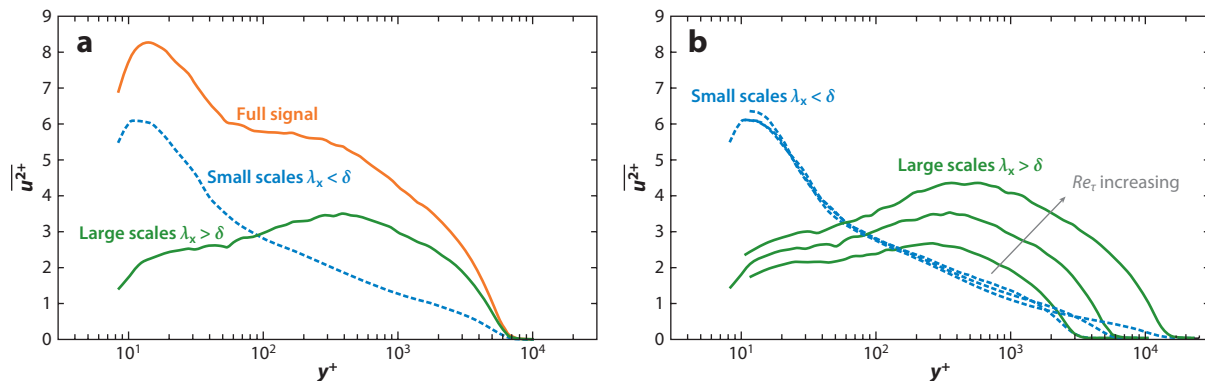 a
9
8
7
6
5
4
3
2
1
0
u²⁺
Full signal
Small scales λₓ < δ
Large scales λₓ > δ
10¹ 10² 10³ 10⁴
y⁺
b
9
8
7
6
5
4
3
2
1
0
u²⁺
Small scales λₓ < δ
Large scales λₓ > δ
Re_τ increasing
10¹ 10² 10³ 10⁴
y⁺